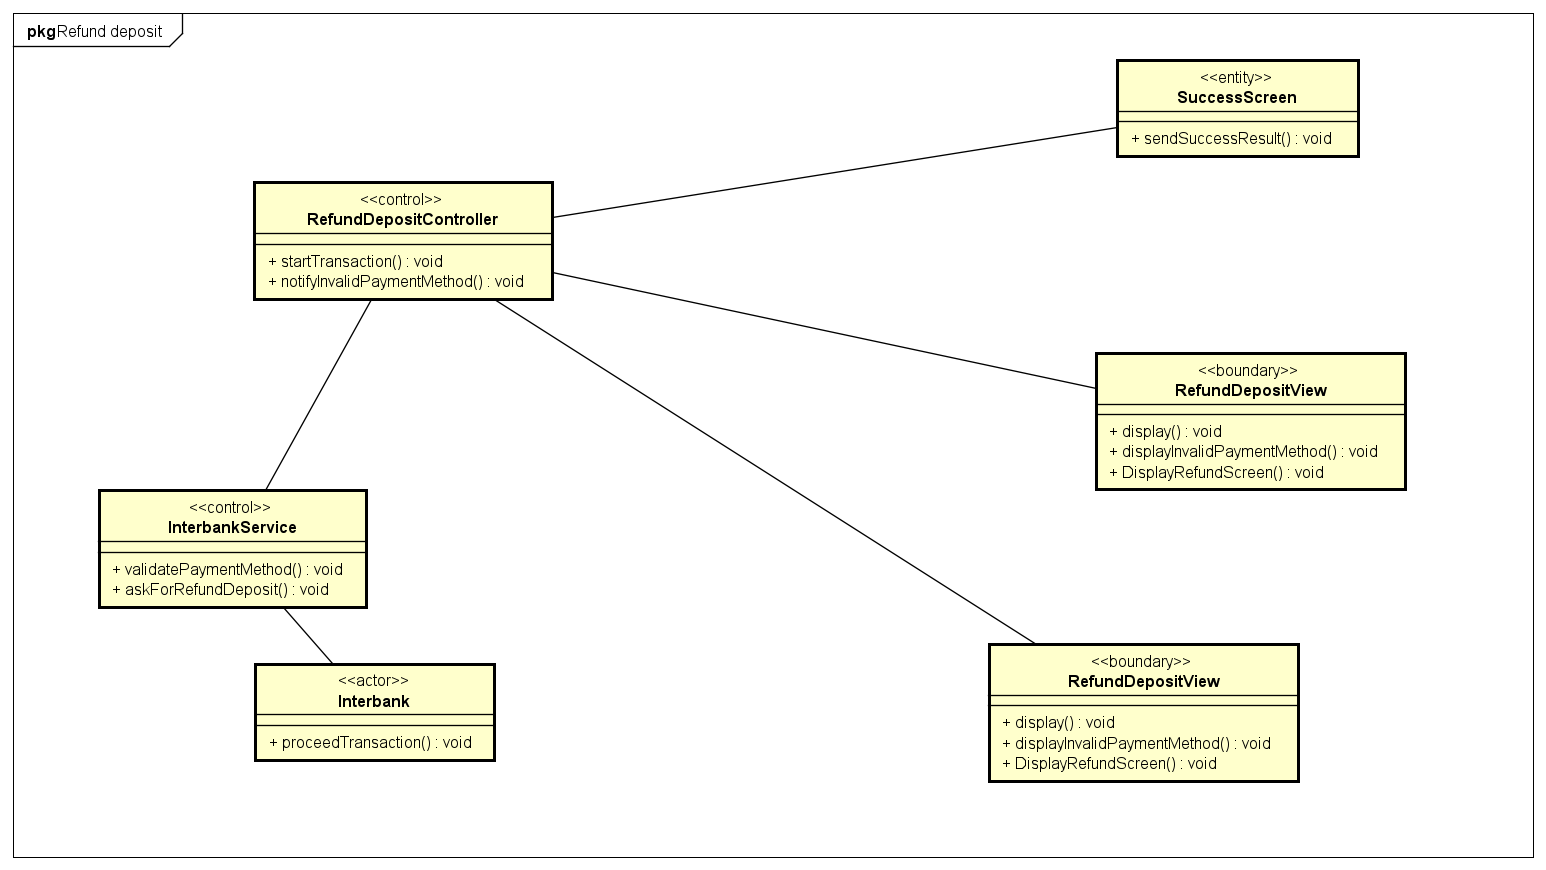 pkgRefund deposit
<<entity>>
SuccessScreen
+ sendSuccessResult() : void
<<control>>
RefundDepositController
+ startTransaction() : void
+ notifyInvalidPaymentMethod() : void
<<boundary>>
RefundDepositView
+ display() : void
+ displayInvalidPaymentMethod() : void
+ DisplayRefundScreen() : void
<<control>>
InterbankService
+ validatePaymentMethod() : void
+ askForRefundDeposit() : void
<<actor>>
Interbank
+ proceedTransaction() : void
<<boundary>>
RefundDepositView
+ display() : void
+ displayInvalidPaymentMethod() : void
+ DisplayRefundScreen() : void